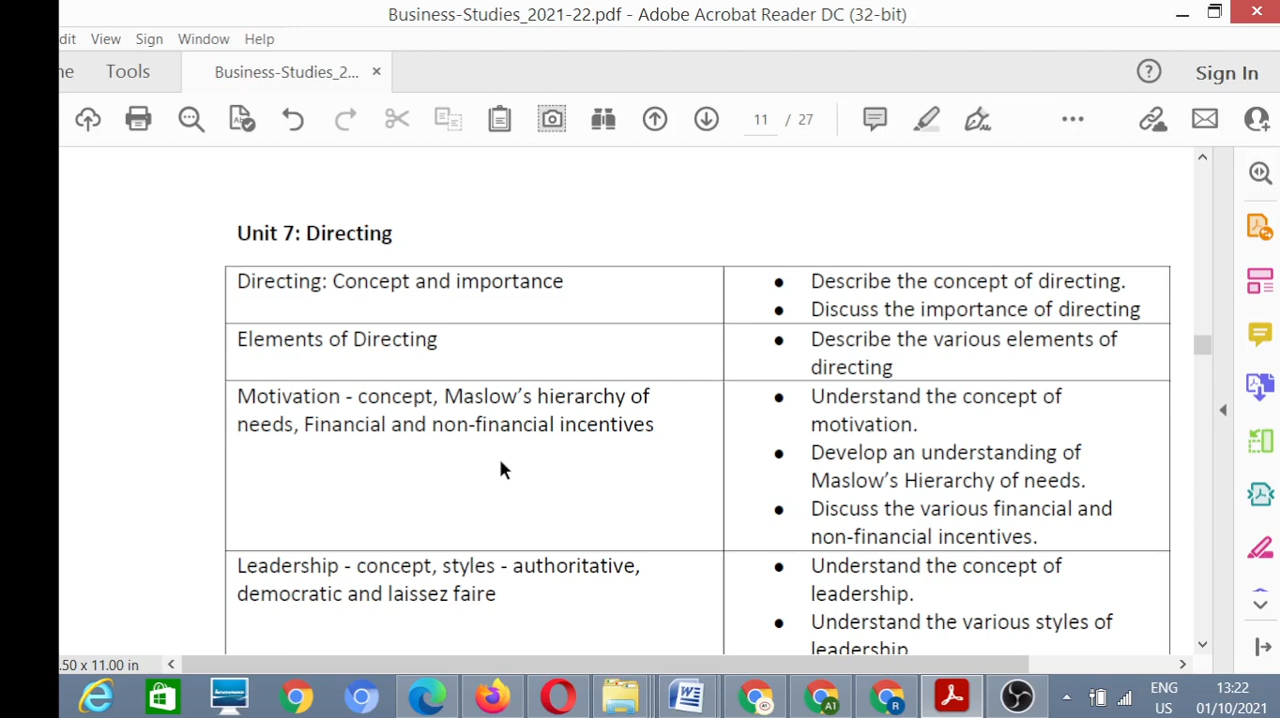 Business-Studies_2021-22.pdf - Adobe Acrobat Reader DC (32-bit)
dit View Sign Window Help
ne Tools Business-Studies_2... × Sign In
11 / 27
Unit 7: Directing
Directing: Concept and importance
• Describe the concept of directing.
• Discuss the importance of directing
Elements of Directing
• Describe the various elements of
directing
Motivation - concept, Maslow’s hierarchy of
needs, Financial and non-financial incentives
• Understand the concept of
motivation.
• Develop an understanding of
Maslow’s Hierarchy of needs.
• Discuss the various financial and
non-financial incentives.
Leadership - concept, styles - authoritative,
democratic and laissez faire
• Understand the concept of
leadership.
• Understand the various styles of
leadership
.50 x 11.00 in
ENG 13:22
US 01/10/2021